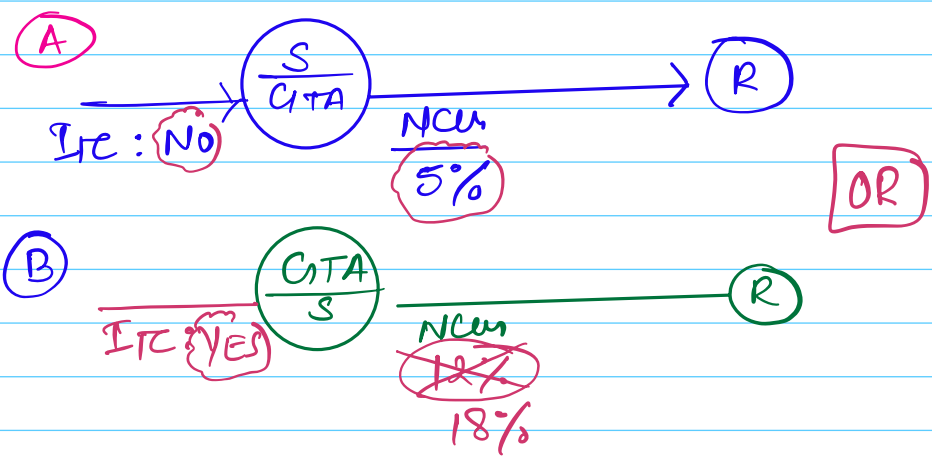 A
S
GTA
R
ITC : NO
NCM
5%
OR
B
GTA
S
R
ITC : YES
NCM
12%
18%